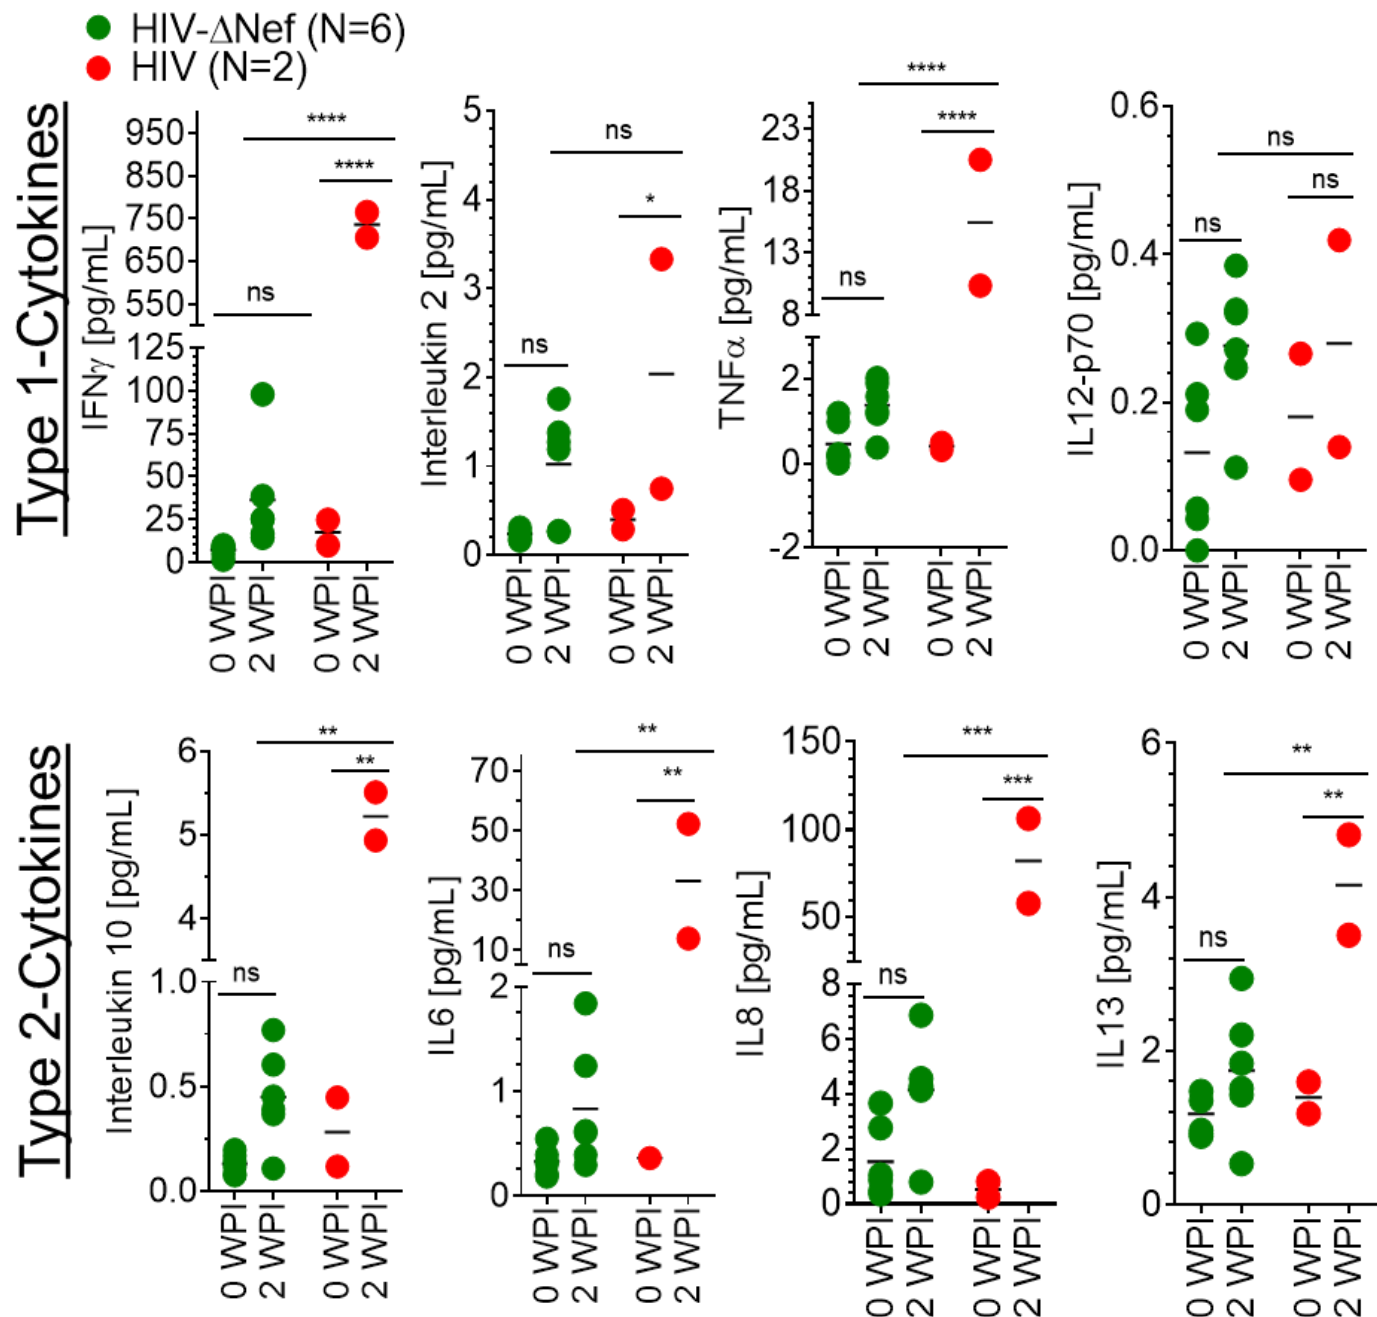 HIV-ΔNef (N=6)
HIV (N=2)
Type 1-Cytokines
IFNγ [pg/mL]
950
850
750
650
550
125
100
75
50
25
0
ns
****
****
0 WPI
2 WPI
0 WPI
2 WPI
Interleukin 2 [pg/mL]
5
4
3
2
1
0
ns
ns
*
0 WPI
2 WPI
0 WPI
2 WPI
TNFα [pg/mL]
23
18
13
8
2
0
-2
****
****
ns
0 WPI
2 WPI
0 WPI
2 WPI
IL12-p70 [pg/mL]
0.6
0.4
0.2
0.0
ns
ns
ns
0 WPI
2 WPI
0 WPI
2 WPI
Type 2-Cytokines
Interleukin 10 [pg/mL]
6
5
4
1.0
0.5
0.0
**
**
ns
0 WPI
2 WPI
0 WPI
2 WPI
IL6 [pg/mL]
70
50
30
10
2
1
0
**
**
ns
0 WPI
2 WPI
0 WPI
2 WPI
IL8 [pg/mL]
150
100
50
8
6
4
2
0
***
***
ns
0 WPI
2 WPI
0 WPI
2 WPI
IL13 [pg/mL]
6
4
2
0
**
**
ns
0 WPI
2 WPI
0 WPI
2 WPI